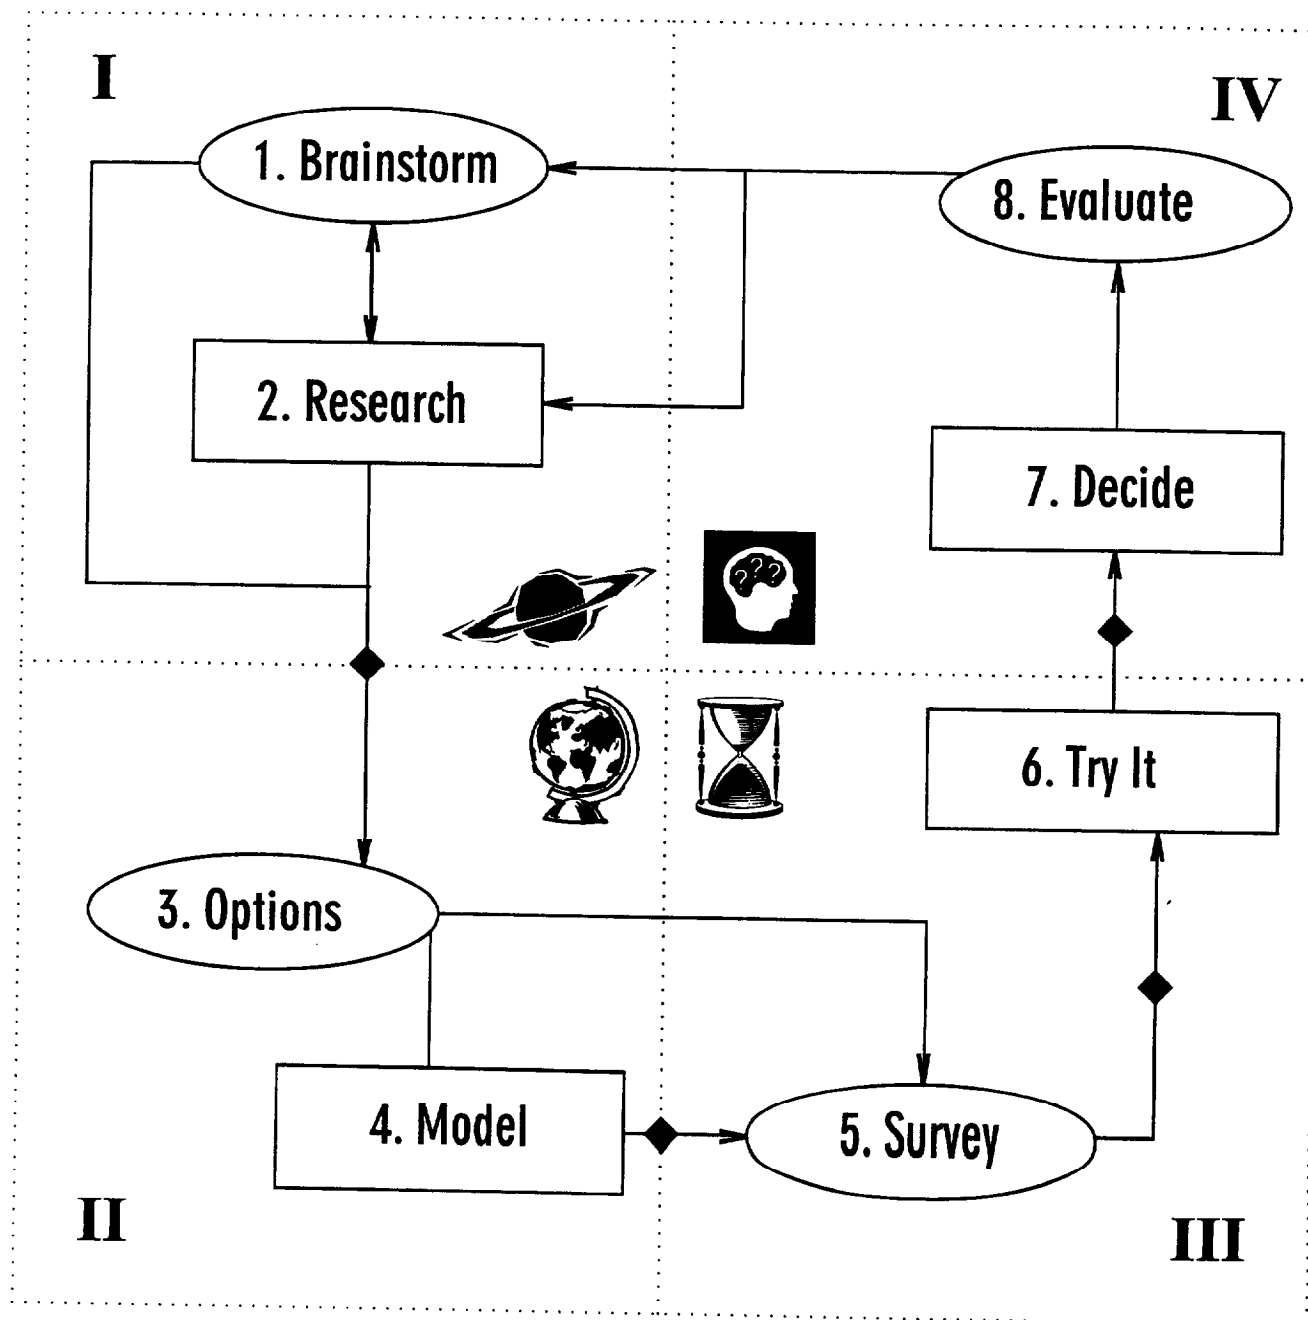 I
IV
1. Brainstorm
8. Evaluate
2. Research
7. Decide
? ? ?
6. Try It
3. Options
4. Model
5. Survey
II
III